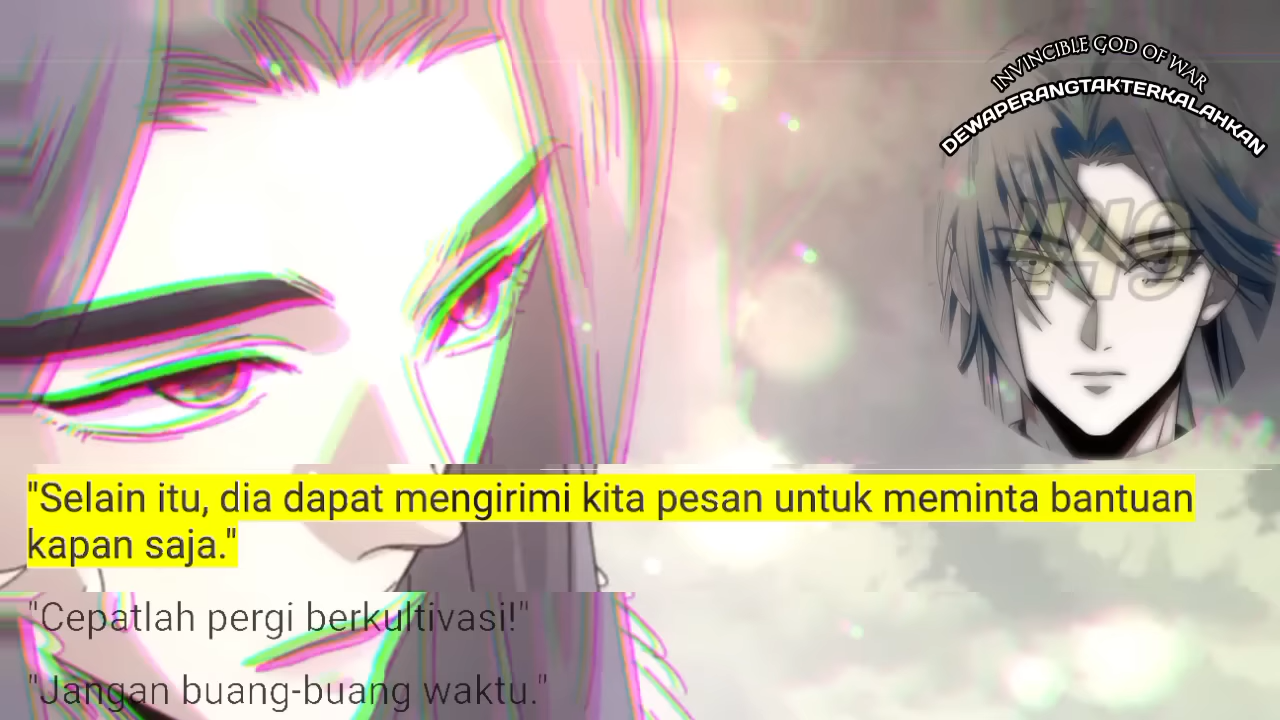 INVINCIBLE GOD OF WAR
DEWAPERANGTAKTERKALAHKAN
449
"Selain itu, dia dapat mengirimi kita pesan untuk meminta bantuan
kapan saja."
"Cepatlah pergi berkultivasi!"
"Jangan buang-buang waktu."